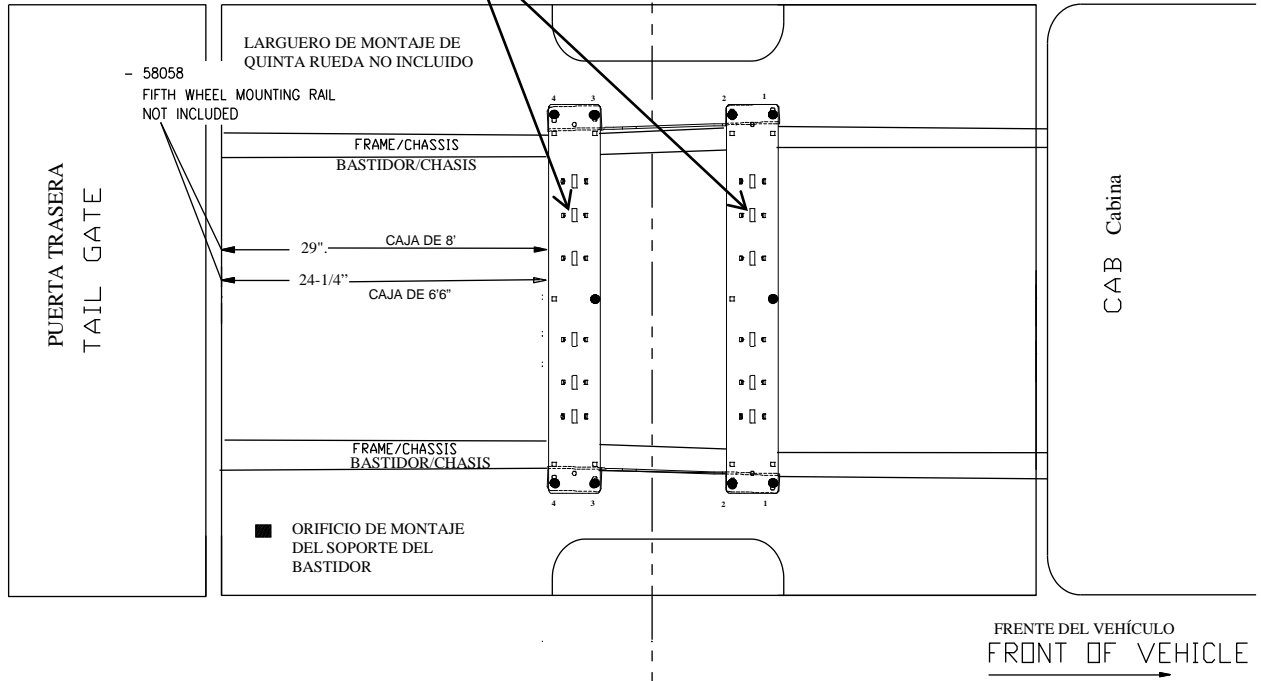 LARGUERO DE MONTAJE DE
QUINTA RUEDA NO INCLUIDO
- 58058
FIFTH WHEEL MOUNTING RAIL
NOT INCLUDED
4 3 2 1
FRAME/CHASSIS
BASTIDOR/CHASIS
PUERTA TRASERA
TAIL GATE
29".
CAJA DE 8'
24-1/4”
CAJA DE 6'6”
CAB Cabina
FRAME/CHASSIS
BASTIDOR/CHASIS
4 3 2 1
ORIFICIO DE MONTAJE
DEL SOPORTE DEL
BASTIDOR
FRENTE DEL VEHÍCULO
FRONT OF VEHICLE